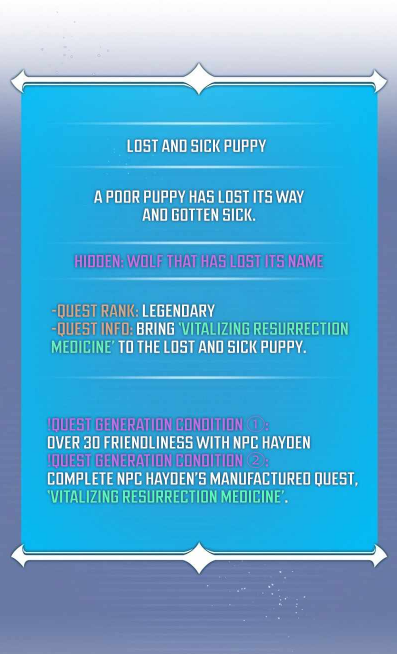 LOST AND SICK PUPPY
A POOR PUPPY HAS LOST ITS WAY
AND GOTTEN SICK.
HIDDEN: WOLF THAT HAS LOST ITS NAME
-QUEST RANK: LEGENDARY
-QUEST INFO: BRING 'VITALIZING RESURRECTION
MEDICINE' TO THE LOST AND SICK PUPPY.
!QUEST GENERATION CONDITION ①:
OVER 30 FRIENDLINESS WITH NPC HAYDEN
!QUEST GENERATION CONDITION ②:
COMPLETE NPC HAYDEN'S MANUFACTURED QUEST,
'VITALIZING RESURRECTION MEDICINE'.